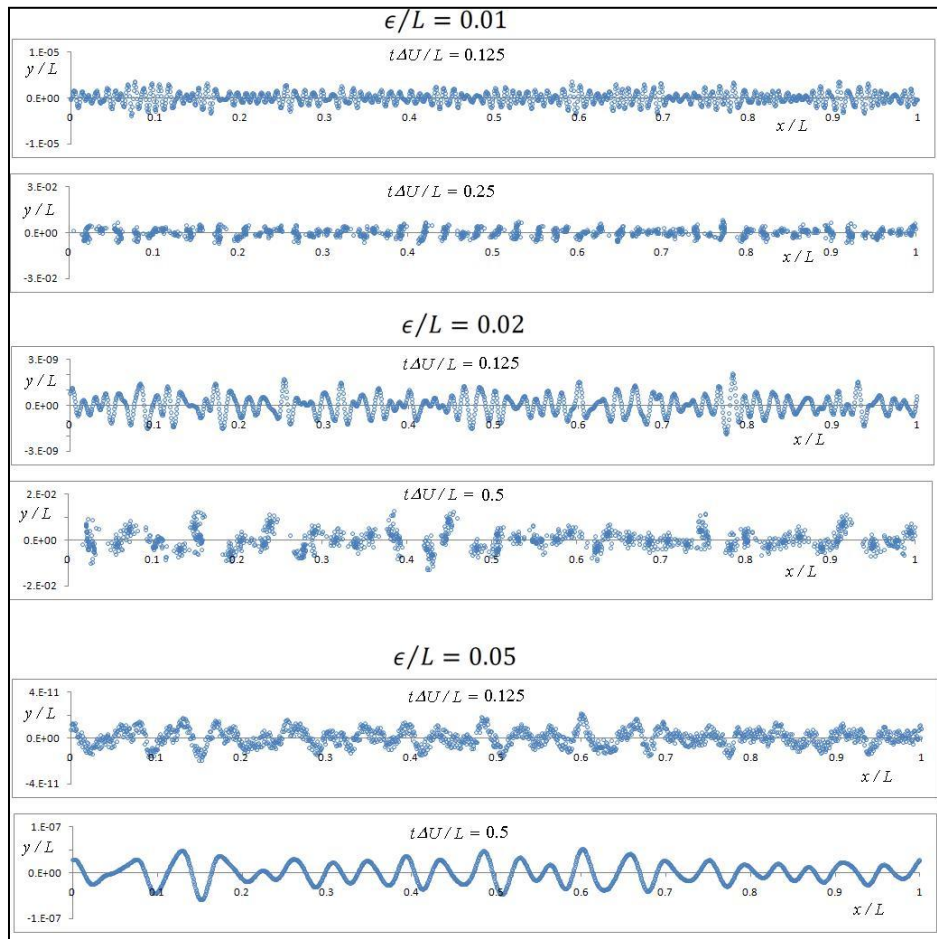 ϵ/L = 0.01
1.E-05
y / L
tΔU / L = 0.125
0.E+00
0 0.1 0.2 0.3 0.4 0.5 0.6 0.7 0.8 0.9 1
x / L
-1.E-05
3.E-02
y / L
tΔU / L = 0.25
0.E+00
0 0.1 0.2 0.3 0.4 0.5 0.6 0.7 0.8 0.9 1
x / L
-3.E-02
ϵ/L = 0.02
3.E-09
y / L
tΔU / L = 0.125
0.E+00
0 0.1 0.2 0.3 0.4 0.5 0.6 0.7 0.8 0.9 1
x / L
-3.E-09
2.E-02
y / L
tΔU / L = 0.5
0.E+00
0 0.1 0.2 0.3 0.4 0.5 0.6 0.7 0.8 0.9 1
x / L
-2.E-02
ϵ/L = 0.05
4.E-11
y / L
tΔU / L = 0.125
0.E+00
0 0.1 0.2 0.3 0.4 0.5 0.6 0.7 0.8 0.9 1
x / L
-4.E-11
1.E-07
y / L
tΔU / L = 0.5
0.E+00
0 0.1 0.2 0.3 0.4 0.5 0.6 0.7 0.8 0.9 1
x / L
-1.E-07